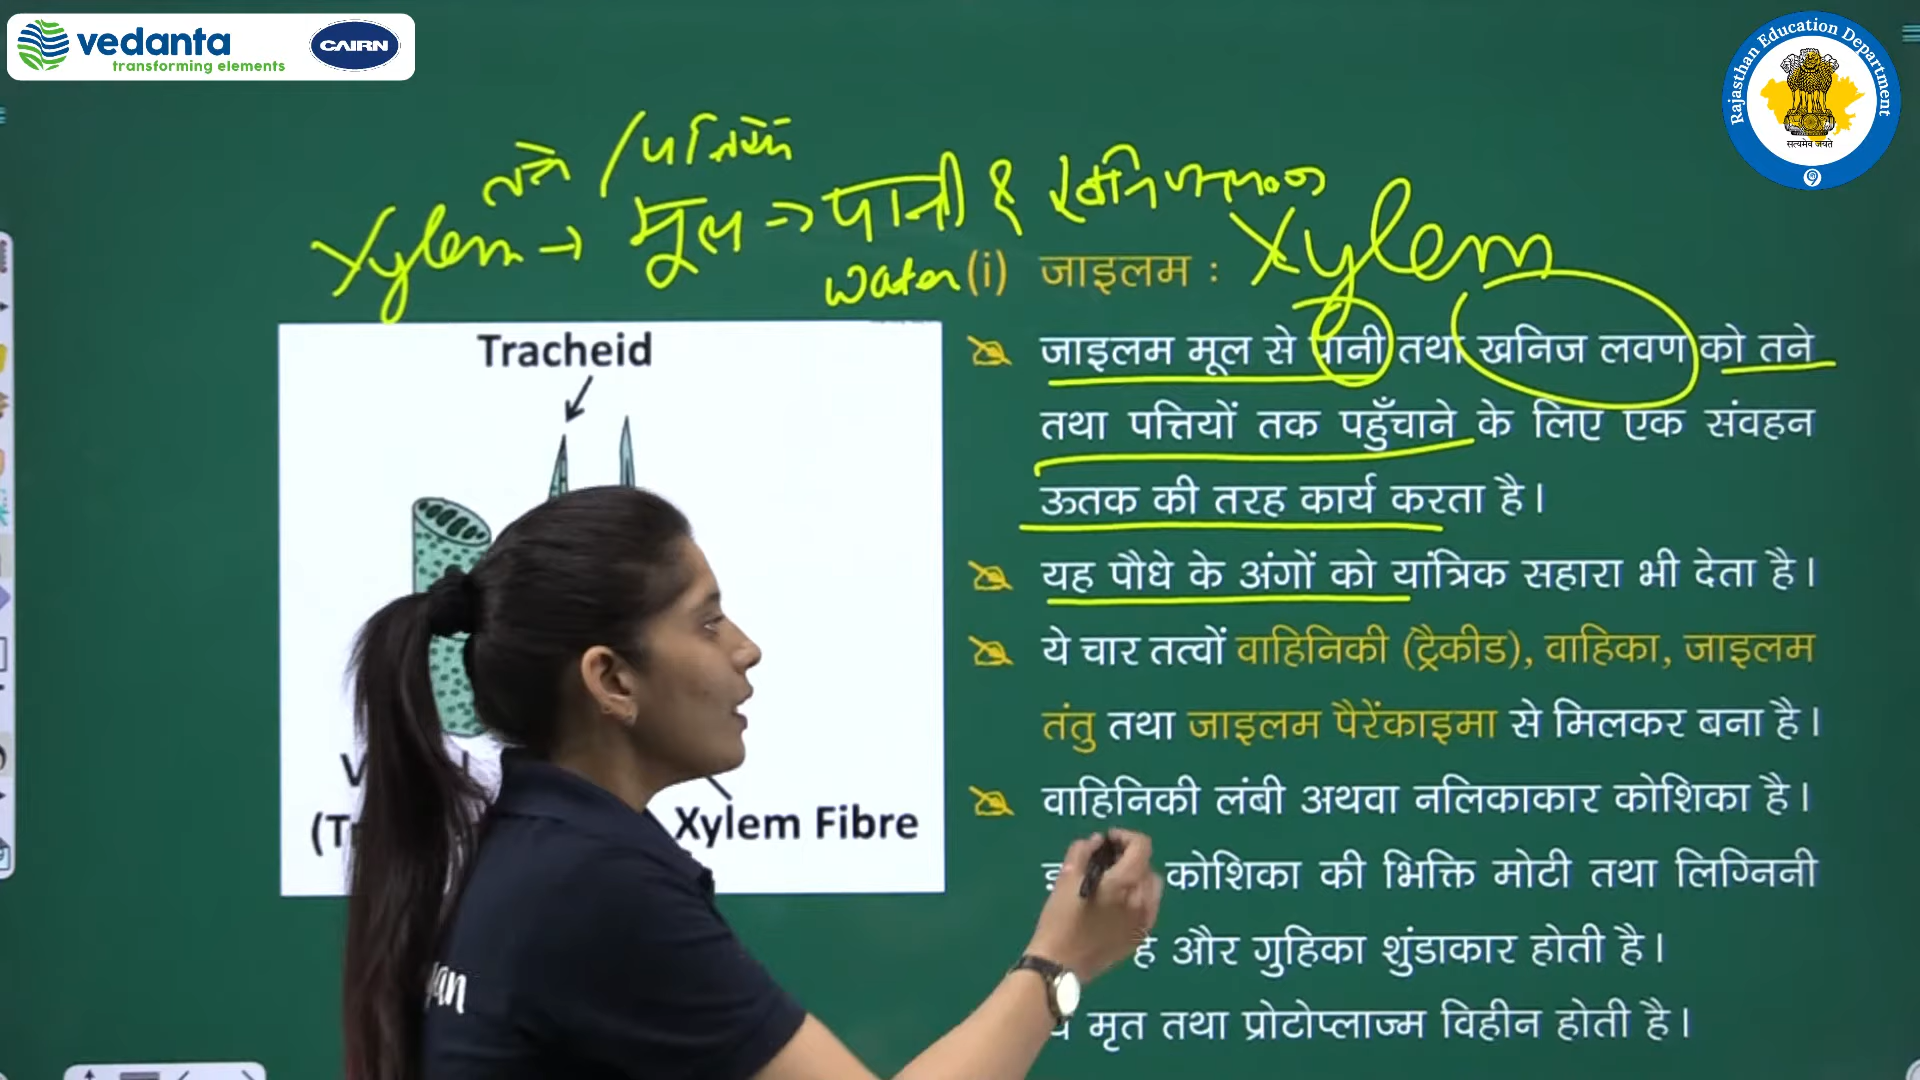 vedanta
transforming elements
CAIRN
Rajasthan Education Department
सत्यमेव जयते
तने / पत्तियों
Xylem → मूल → पानी & खनिज लवण
water
(i) जाइलम : Xylem
जाइलम मूल से पानी तथा खनिज लवण को तने
तथा पत्तियों तक पहुँचाने के लिए एक संवहन
ऊतक की तरह कार्य करता है।
यह पौधे के अंगों को यांत्रिक सहारा भी देता है।
ये चार तत्वों वाहिनिकी (ट्रैकीड), वाहिका, जाइलम
तंतु तथा जाइलम पैरेंकाइमा से मिलकर बना है।
वाहिनिकी लंबी अथवा नलिकाकार कोशिका है।
कोशिका की भिक्ति मोटी तथा लिग्निनी
और गुहिका शुंडाकार होती है।
मृत तथा प्रोटोप्लाज्म विहीन होती है।
Tracheid
Xylem Fibre